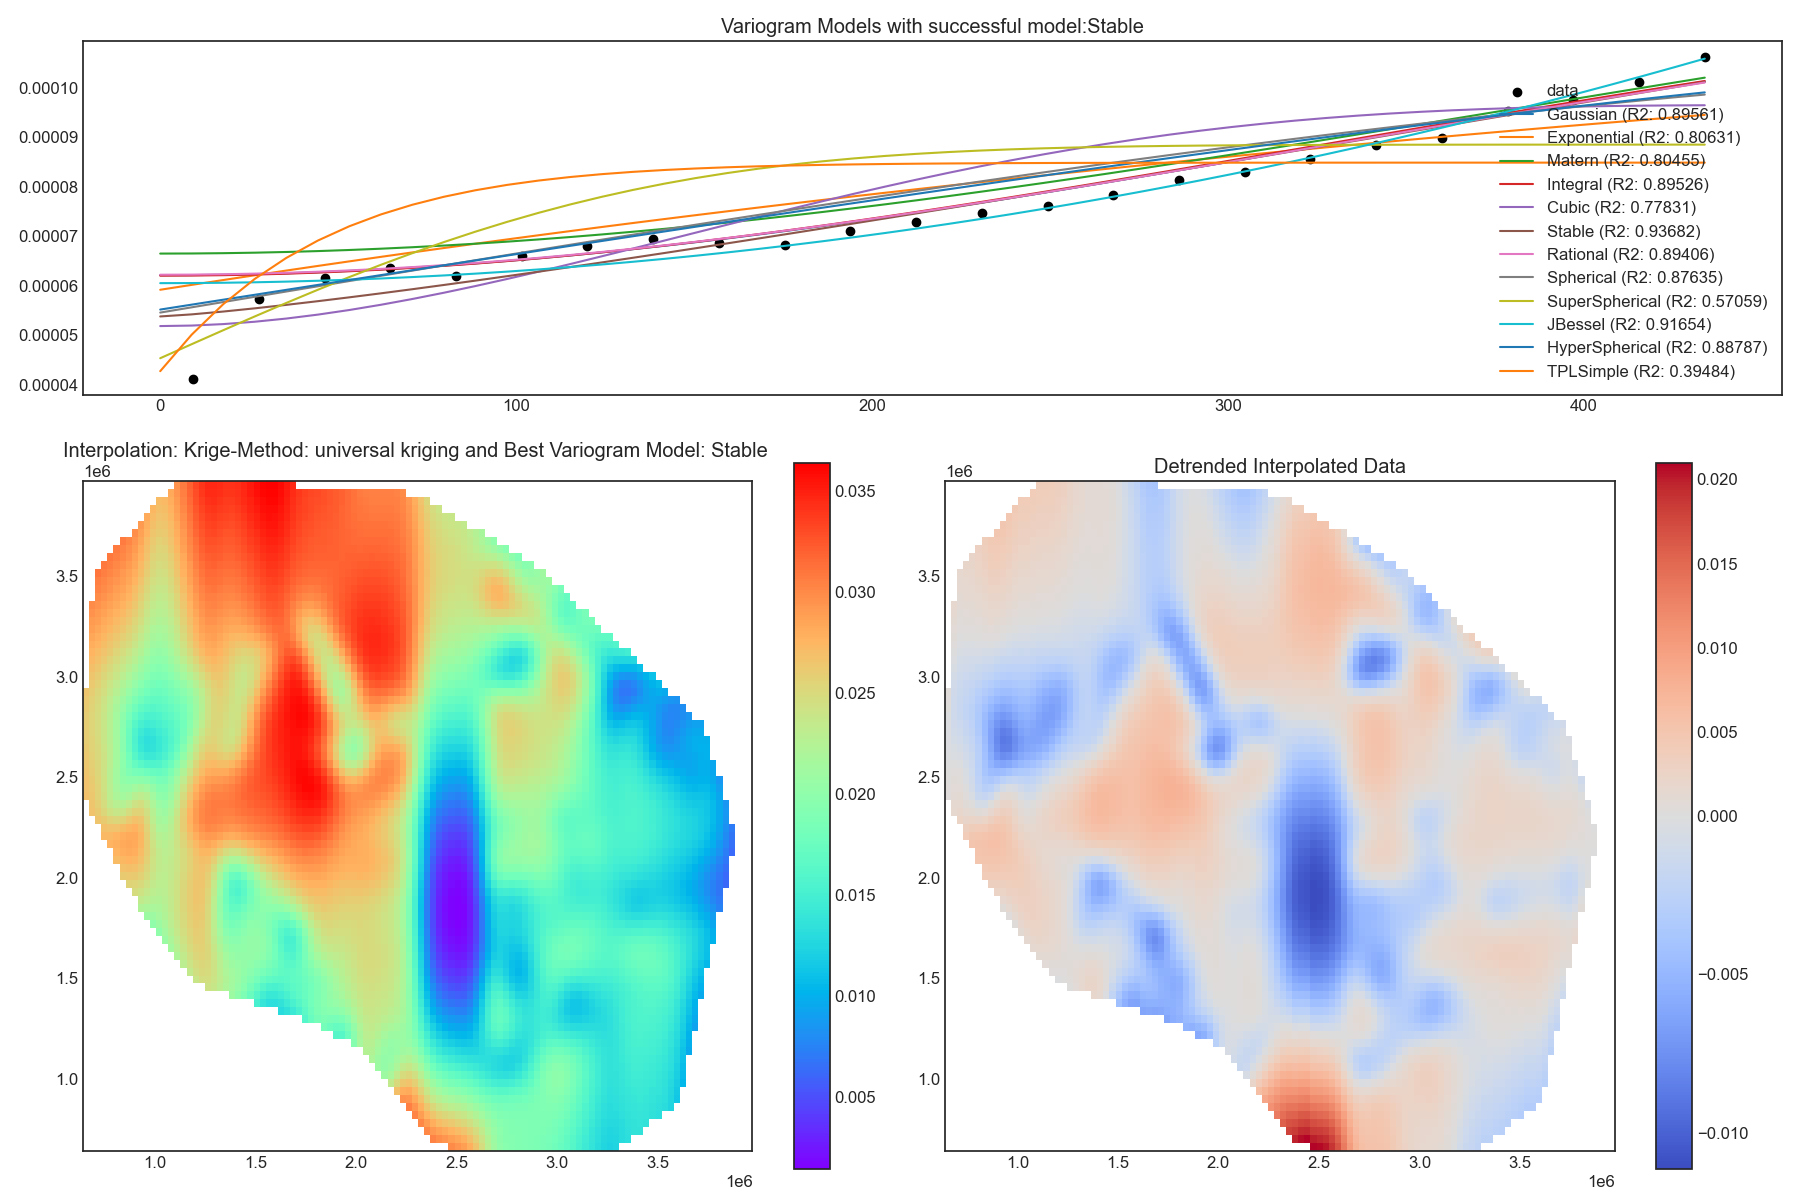 Variogram Models with successful model:Stable
0.00010
0.00009
0.00008
0.00007
0.00006
0.00005
0.00004
data
Gaussian (R2: 0.89561)
Exponential (R2: 0.80631)
Matern (R2: 0.80455)
Integral (R2: 0.89526)
Cubic (R2: 0.77831)
Stable (R2: 0.93682)
Rational (R2: 0.89406)
Spherical (R2: 0.87635)
SuperSpherical (R2: 0.57059)
JBessel (R2: 0.91654)
HyperSpherical (R2: 0.88787)
TPLSimple (R2: 0.39484)
0 100 200 300 400
Interpolation: Krige-Method: universal kriging and Best Variogram Model: Stable
1e6
3.5
3.0
2.5
2.0
1.5
1.0
1.0 1.5 2.0 2.5 3.0 3.5
1e6
0.035
0.030
0.025
0.020
0.015
0.010
0.005
Detrended Interpolated Data
1e6
3.5
3.0
2.5
2.0
1.5
1.0
1.0 1.5 2.0 2.5 3.0 3.5
1e6
0.020
0.015
0.010
0.005
0.000
−0.005
−0.010